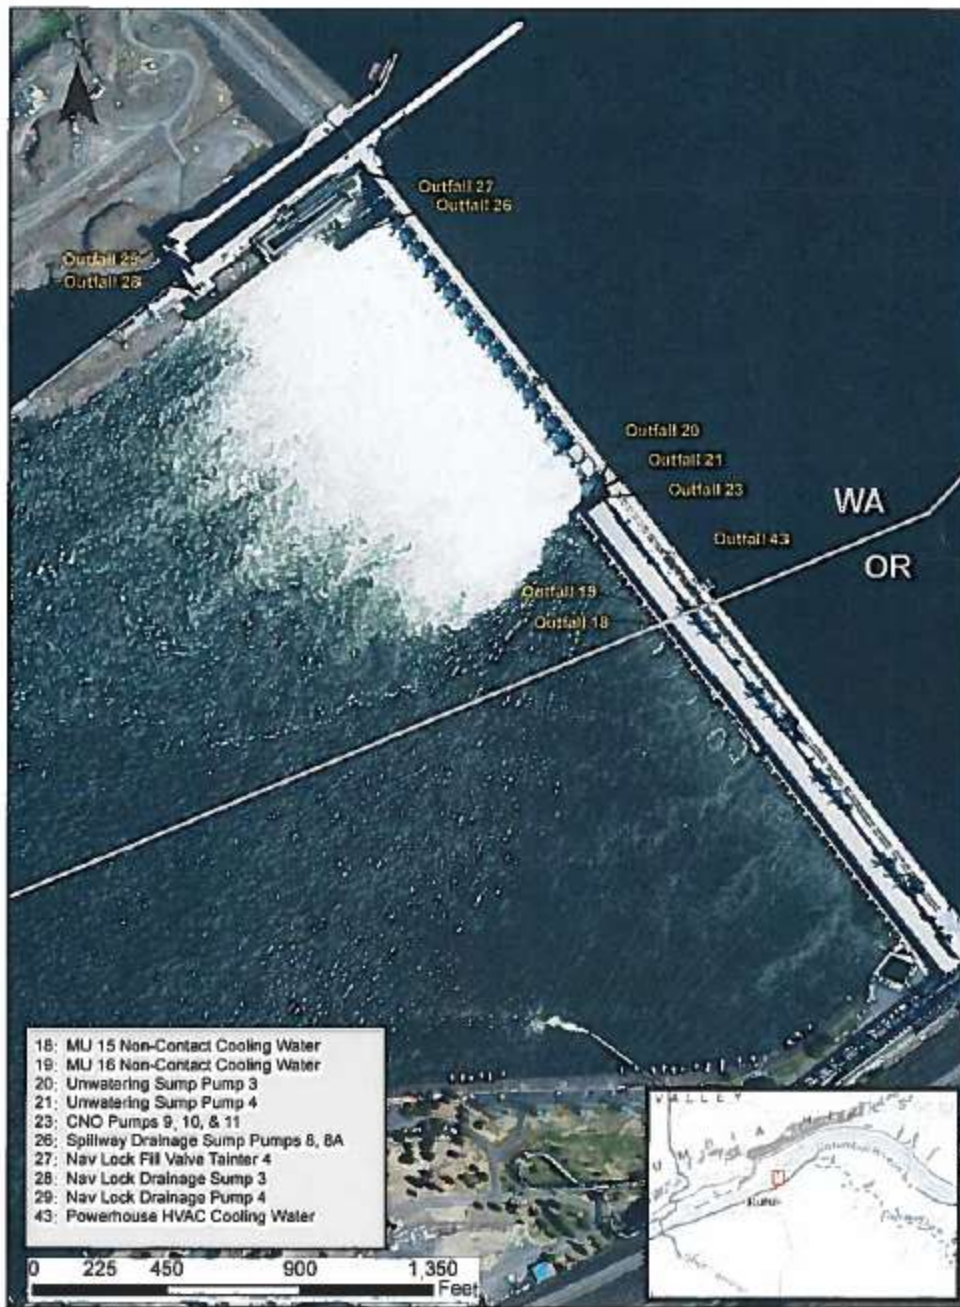 Outfall 27
Outfall 26
Outfall 29
Outfall 28
Outfall 20
Outfall 21
Outfall 23
WA
Outfall 43
OR
Outfall 19
Outfall 18
18: MU 15 Non-Contact Cooling Water
19: MU 16 Non-Contact Cooling Water
20: Unwatering Sump Pump 3
21: Unwatering Sump Pump 4
23: CNO Pumps 9, 10, & 11
26: Spillway Drainage Sump Pumps 8, 8A
27: Nav Lock Fill Valve Tainter 4
28: Nav Lock Drainage Sump 3
29: Nav Lock Drainage Pump 4
43: Powerhouse HVAC Cooling Water
VALLEY
0 225 450 900 1,350
Feet